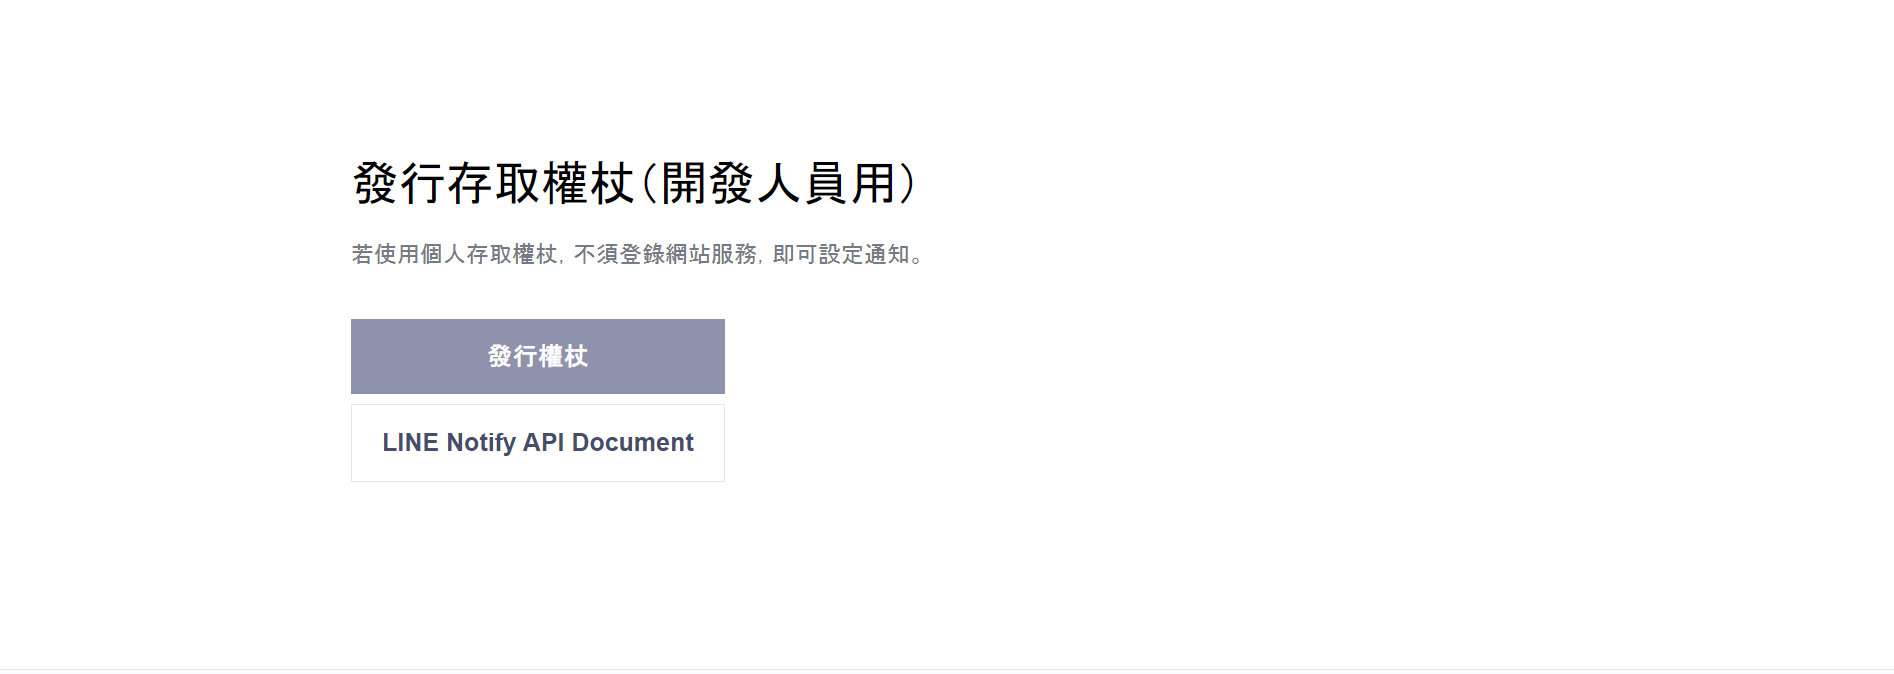 發行存取權杖(開發人員用)
若使用個人存取權杖, 不須登錄網站服務, 即可設定通知。
發行權杖
LINE Notify API Document